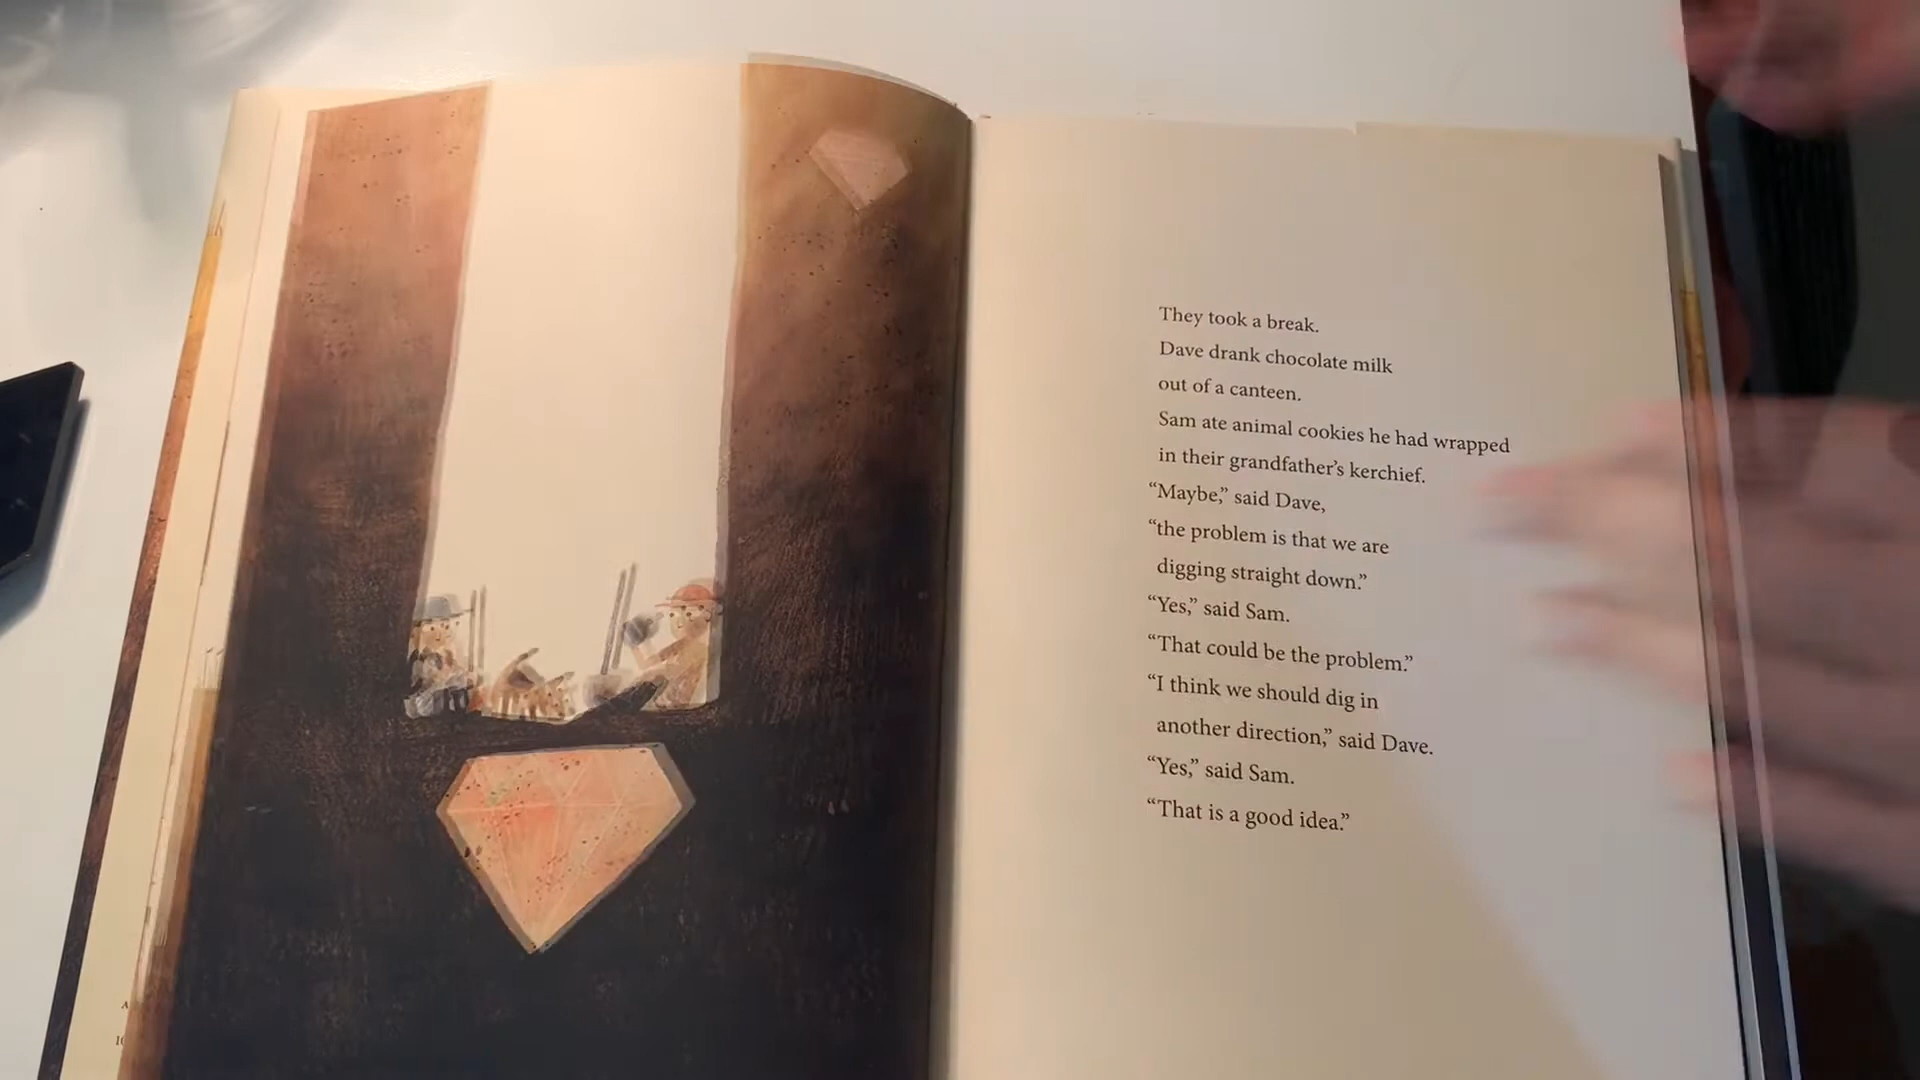 They took a break.
Dave drank chocolate milk
out of a canteen.
Sam ate animal cookies he had wrapped
in their grandfather’s kerchief.
“Maybe,” said Dave,
“the problem is that we are
digging straight down.”
“Yes,” said Sam.
“That could be the problem.”
“I think we should dig in
another direction,” said Dave.
“Yes,” said Sam.
“That is a good idea.”